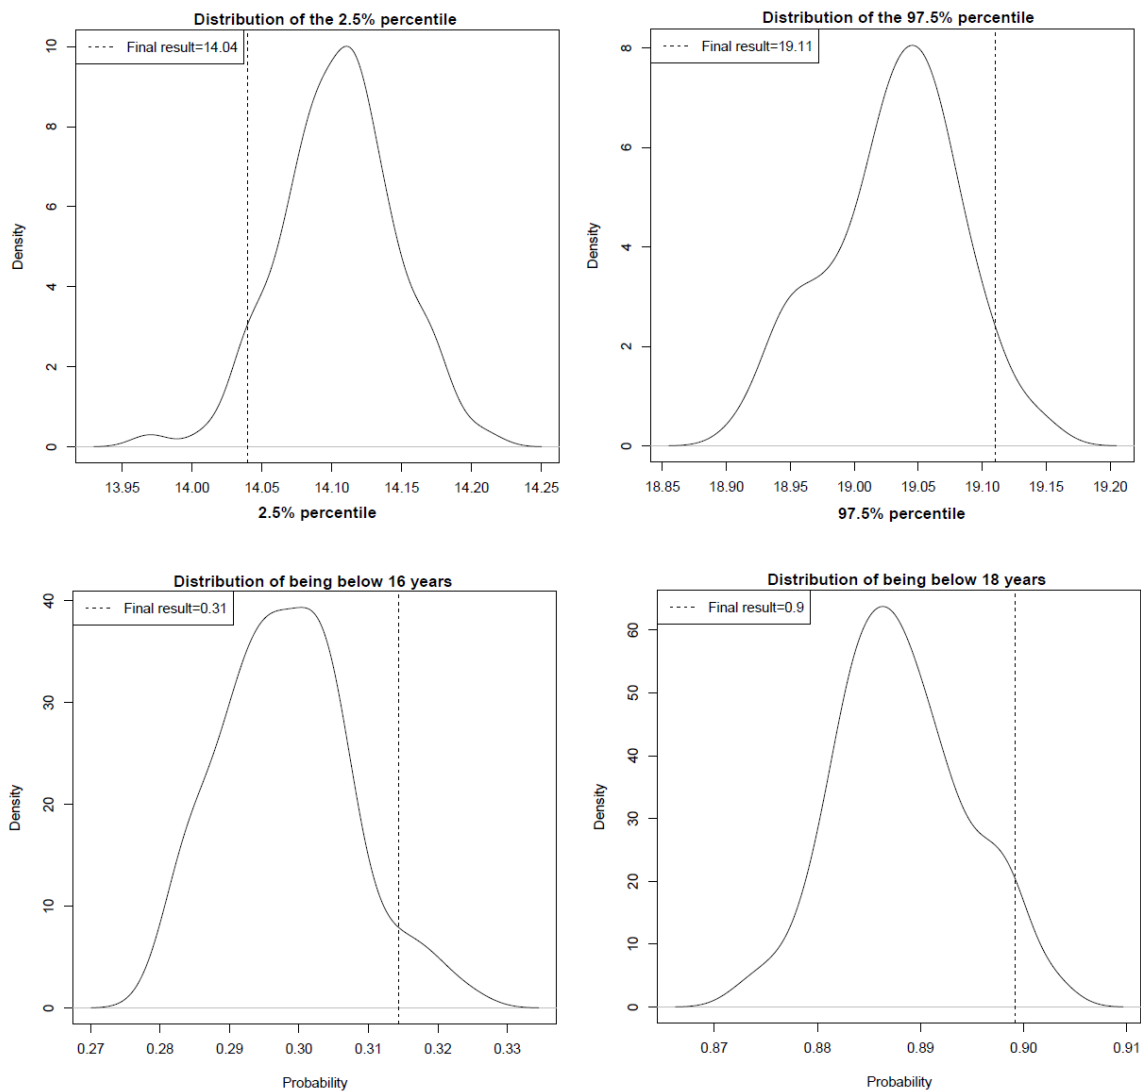 Distribution of the 2.5% percentile
Final result=14.04
Density
0
2
4
6
8
10
13.95 14.00 14.05 14.10 14.15 14.20 14.25
2.5% percentile
Distribution of the 97.5% percentile
Final result=19.11
Density
0
2
4
6
8
18.85 18.90 18.95 19.00 19.05 19.10 19.15 19.20
97.5% percentile
Distribution of being below 16 years
Final result=0.31
Density
0
10
20
30
40
0.27 0.28 0.29 0.30 0.31 0.32 0.33
Probability
Distribution of being below 18 years
Final result=0.9
Density
0
10
20
30
40
50
60
0.87 0.88 0.89 0.90 0.91
Probability